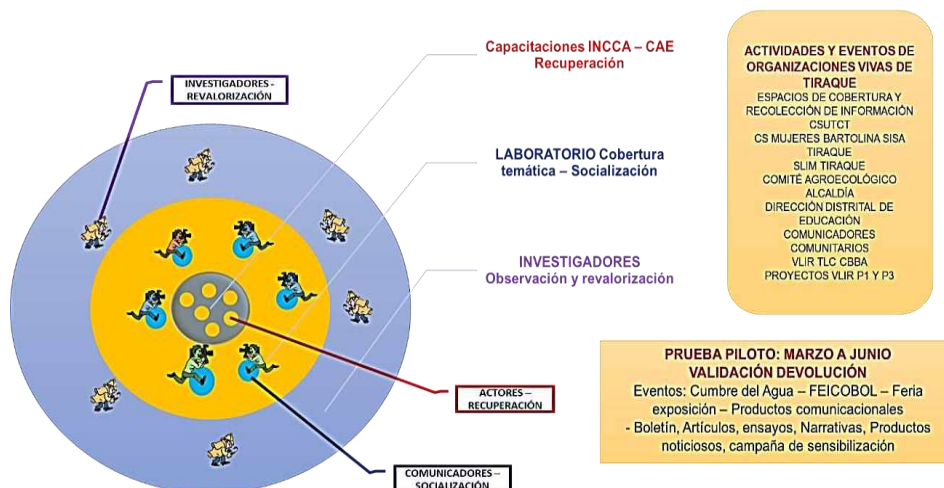 Capacitaciones INCCA – CAE
Recuperación
INVESTIGADORES -
REVALORIZACIÓN
LABORATORIO Cobertura
temática – Socialización
INVESTIGADORES
Observación y revalorización
ACTORES –
RECUPERACIÓN
COMUNICADORES –
SOCIALIZACIÓN
ACTIVIDADES Y EVENTOS DE
ORGANIZACIONES VIVAS DE
TIRAQUE
ESPACIOS DE COBERTURA Y
RECOLECCIÓN DE INFORMACIÓN
CSUTCT
CS MUJERES BARTOLINA SISA
TIRAQUE
SLIM TIRAQUE
COMITÉ AGROECOLÓGICO
ALCALDÍA
DIRECCIÓN DISTRITAL DE
EDUCACIÓN
COMUNICADORES
COMUNITARIOS
VLIR TLC CBBA
PROYECTOS VLIR P1 Y P3
PRUEBA PILOTO: MARZO A JUNIO
VALIDACIÓN DEVOLUCIÓN
Eventos: Cumbre del Agua – FEICOBOL – Feria
exposición – Productos comunicacionales
- Boletín, Artículos, ensayos, Narrativas, Productos
noticiosos, campaña de sensibilización